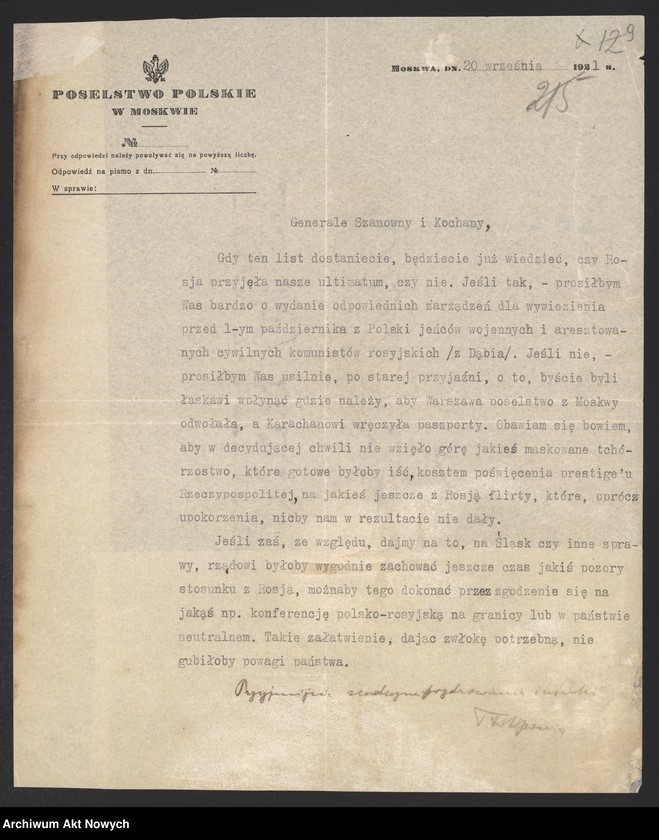 x 129
MOSKWA, DN. 20 września 1921 R.
215
POSELSTWO POLSKIE
W MOSKWIE
№
Przy odpowiedzi należy powoływać się na powyższą liczbę.
Odpowiedź na pismo z dn. №
W sprawie:
Generale Szanowny i Kochany,
Gdy ten list dostaniecie, będziecie już wiedzieć, czy Ro-
sja przyjęła nasze ultimatum, czy nie. Jeśli tak, - prosiłbym
Was bardzo o wydanie odpowiednich zarządzeń dla wywiezienia
przed 1-ym października z Polski jeńców wojennych i aresztowa-
nych cywilnych komunistów rosyjskich /z Dąbia/. Jeśli nie, -
prosiłbym Was usilnie, po starej przyjaźni, o to, byście byli
łaskawi wpłynąć gdzie należy, aby Warszawa poselstwo z Moskwy
odwołała, a Karachanowi wręczyła paszporty. Obawiam się bowiem,
aby w decydującej chwili nie wzięło górę jakieś maskowane tchó-
rzostwo, które gotowe byłoby iść, kosztem poświęcenia prestige'u
Rzeczypospolitej, na jakieś jeszcze z Rosją flirty, które, oprócz
upokorzenia, nicby nam w rezultacie nie dały.
Jeśli zaś, ze względu, dajmy na to, na Śląsk czy inne spra-
wy, rządowi byłoby wygodnie zachować jeszcze czas jakiś pozory
stosunku z Rosją, możnaby tego dokonać przez zgodzenie się na
jakąś np. konferencję polsko-rosyjską na granicy lub w państwie
neutralnem. Takie załatwienie, dając zwłokę potrzebną, nie
gubiłoby powagi państwa.
serdeczne pozdrowienia
Archiwum Akt Nowych